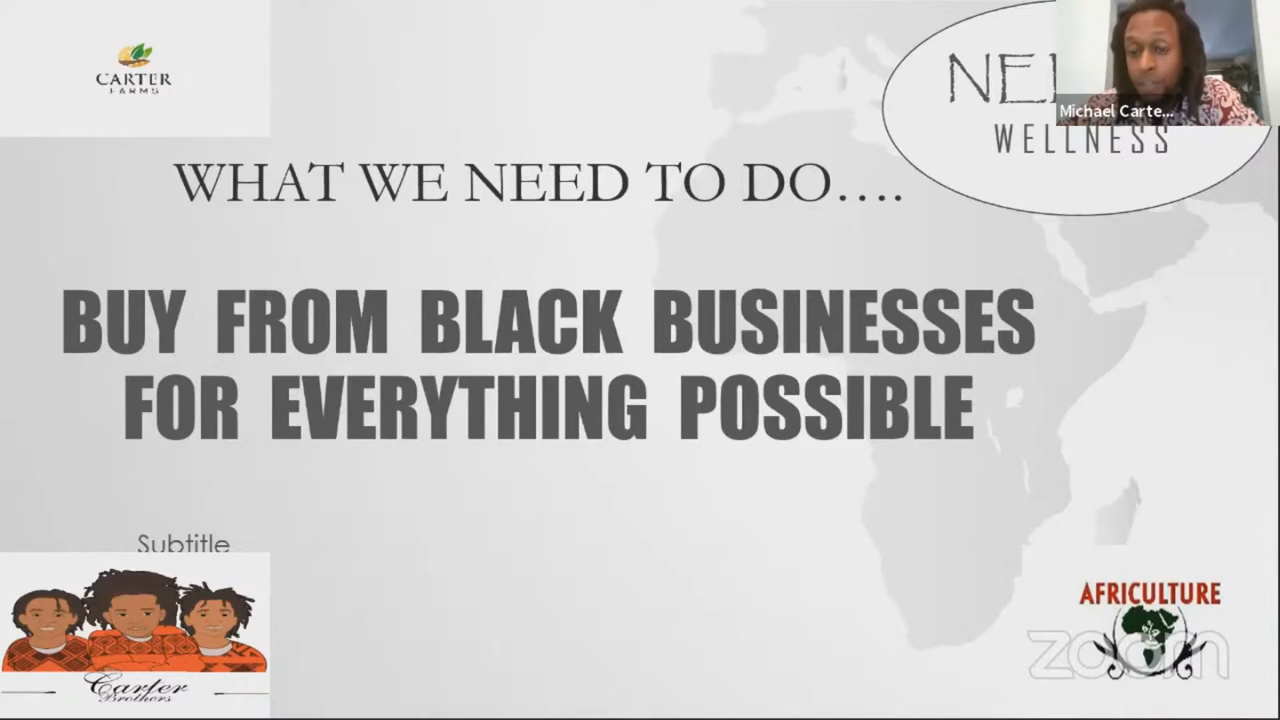 CARTER
FARMS
WELLNESS
Michael Carte...
WHAT WE NEED TO DO....
BUY FROM BLACK BUSINESSES
FOR EVERYTHING POSSIBLE
Subtitle
Carter
Brothers
AFRICULTURE
zoom